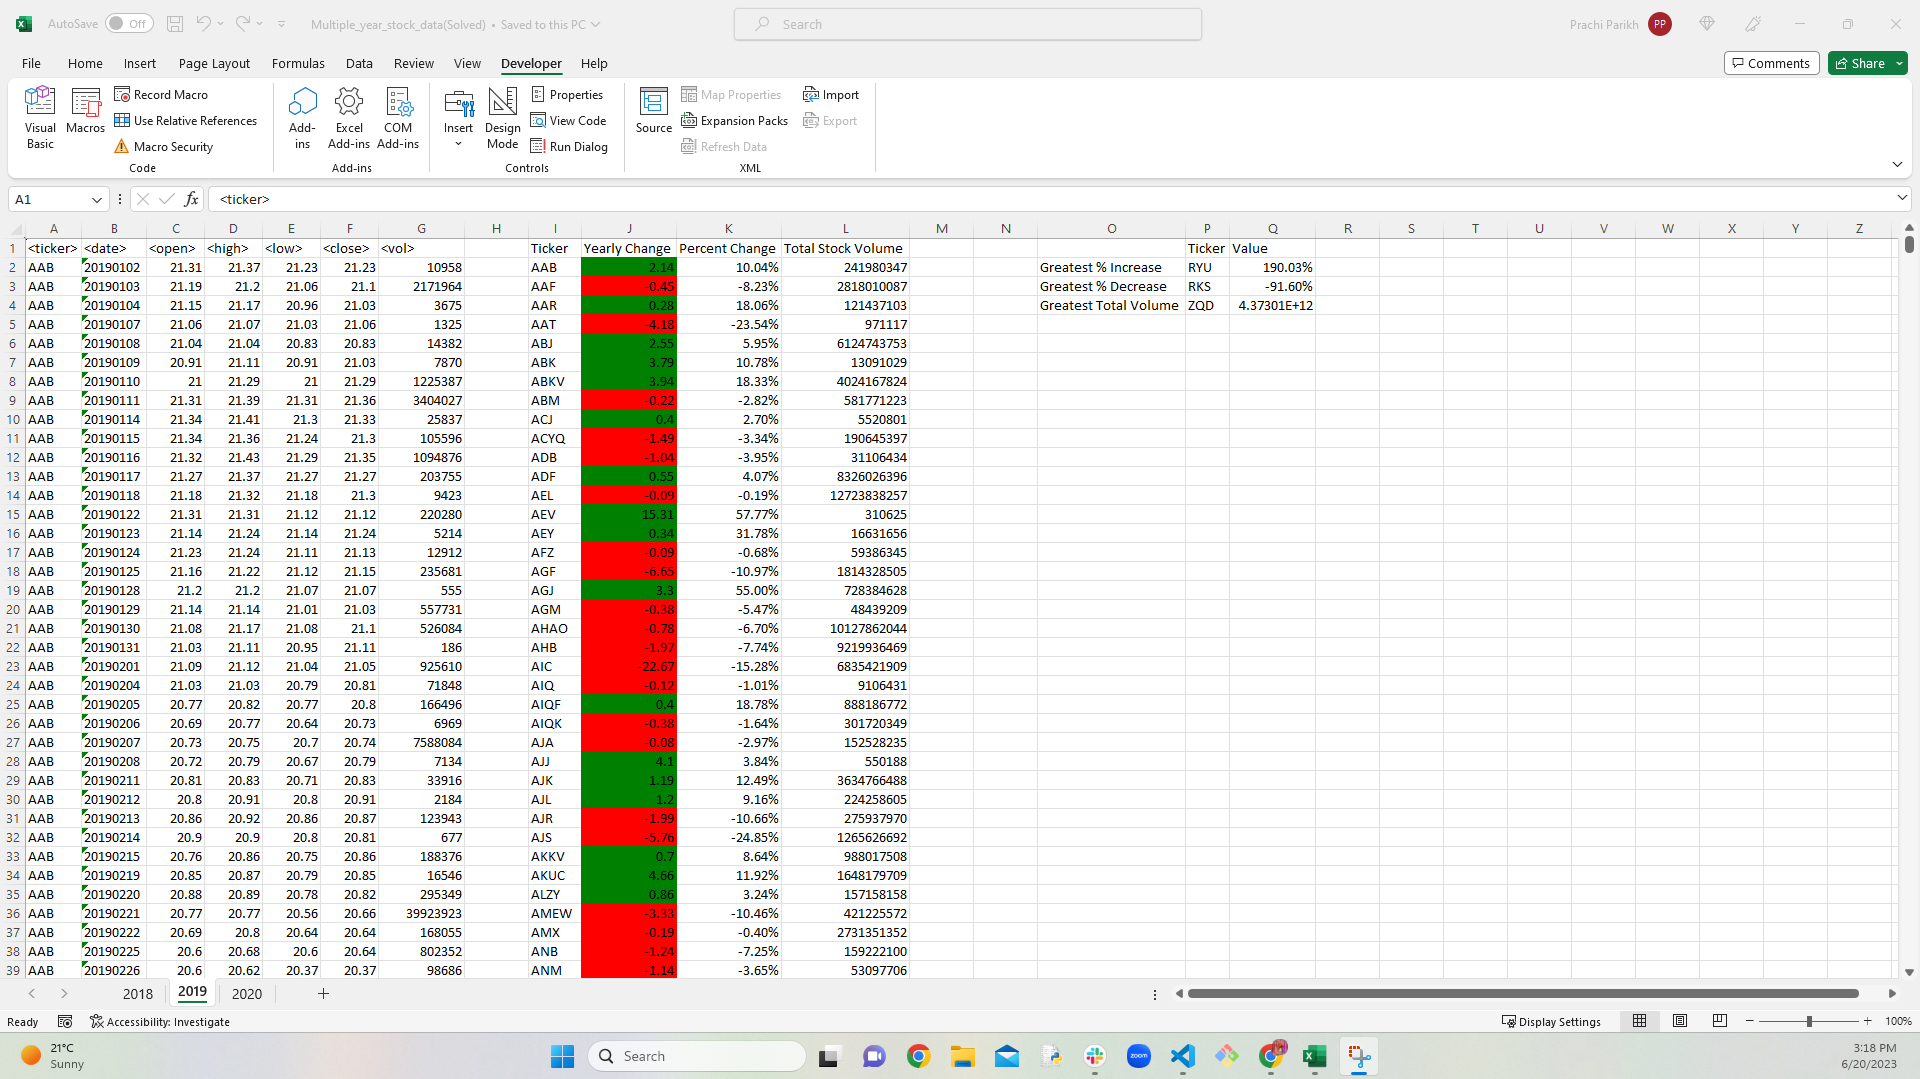 AutoSave Off Multiple_year_stock_data(Solved) • Saved to this PC Search Prachi Parikh PP
File Home Insert Page Layout Formulas Data Review View Developer Help Comments Share
Visual Basic Macros Record Macro Use Relative References Macro Security Code
Add-ins Excel Add-ins COM Add-ins Add-ins
Insert Design Mode Properties View Code Run Dialog Controls
Source Map Properties Expansion Packs Refresh Data Import Export XML
A1 fx <ticker>
A B C D E F G H I J K L M N O P Q R S T U V W X Y Z
1 <ticker> <date> <open> <high> <low> <close> <vol> Ticker Yearly Change Percent Change Total Stock Volume Ticker Value
2 AAB 20190102 21.31 21.37 21.23 21.23 10958 AAB 2.14 10.04% 241980347 Greatest % Increase RYU 190.03%
3 AAB 20190103 21.19 21.2 21.06 21.1 2171964 AAF -0.45 -8.23% 2818010087 Greatest % Decrease RKS -91.60%
4 AAB 20190104 21.15 21.17 20.96 21.03 3675 AAR 0.28 18.06% 121437103 Greatest Total Volume ZQD 4.37301E+12
5 AAB 20190107 21.06 21.07 21.03 21.06 1325 AAT -4.18 -23.54% 971117
6 AAB 20190108 21.04 21.04 20.83 20.83 14382 ABJ 2.55 5.95% 6124743753
7 AAB 20190109 20.91 21.11 20.91 21.03 7870 ABK 3.79 10.78% 13091029
8 AAB 20190110 21 21.29 21 21.29 1225387 ABKV 3.94 18.33% 4024167824
9 AAB 20190111 21.31 21.39 21.31 21.36 3404027 ABM -0.22 -2.82% 581771223
10 AAB 20190114 21.34 21.41 21.3 21.33 25837 ACJ 0.4 2.70% 5520801
11 AAB 20190115 21.34 21.36 21.24 21.3 105596 ACYQ -1.49 -3.34% 190645397
12 AAB 20190116 21.32 21.43 21.29 21.35 1094876 ADB -1.04 -3.95% 31106434
13 AAB 20190117 21.27 21.37 21.27 21.27 203755 ADF 0.55 4.07% 8326026396
14 AAB 20190118 21.18 21.32 21.18 21.3 9423 AEL -0.09 -0.19% 12723838257
15 AAB 20190122 21.31 21.31 21.12 21.12 220280 AEV 15.31 57.77% 310625
16 AAB 20190123 21.14 21.24 21.14 21.24 5214 AEY 0.34 31.78% 16631656
17 AAB 20190124 21.23 21.24 21.11 21.13 12912 AFZ -0.09 -0.68% 59386345
18 AAB 20190125 21.16 21.22 21.12 21.15 235681 AGF -6.65 -10.97% 1814328505
19 AAB 20190128 21.2 21.2 21.07 21.07 555 AGJ 3.3 55.00% 728384628
20 AAB 20190129 21.14 21.14 21.01 21.03 557731 AGM -0.38 -5.47% 48439209
21 AAB 20190130 21.08 21.17 21.08 21.1 526084 AHAO -0.78 -6.70% 10127862044
22 AAB 20190131 21.03 21.11 20.95 21.11 186 AHB -1.97 -7.74% 9219936469
23 AAB 20190201 21.09 21.12 21.04 21.05 925610 AIC -22.67 -15.28% 6835421909
24 AAB 20190204 21.03 21.03 20.79 20.81 71848 AIQ -0.12 -1.01% 9106431
25 AAB 20190205 20.77 20.82 20.77 20.8 166496 AIQF 0.4 18.78% 888186772
26 AAB 20190206 20.69 20.77 20.64 20.73 6969 AIQK -0.38 -1.64% 301720349
27 AAB 20190207 20.73 20.75 20.7 20.74 7588084 AJA -0.08 -2.97% 152528235
28 AAB 20190208 20.72 20.79 20.67 20.79 7134 AJJ 4.1 3.84% 550188
29 AAB 20190211 20.81 20.83 20.71 20.83 33916 AJK 1.19 12.49% 3634766488
30 AAB 20190212 20.8 20.91 20.8 20.91 2184 AJL 1.2 9.16% 224258605
31 AAB 20190213 20.86 20.92 20.86 20.87 123943 AJR -1.99 -10.66% 275937970
32 AAB 20190214 20.9 20.9 20.8 20.81 677 AJS -5.76 -24.85% 1265626692
33 AAB 20190215 20.76 20.86 20.75 20.86 188376 AKKV 0.7 8.64% 988017508
34 AAB 20190219 20.85 20.87 20.79 20.85 16546 AKUC 4.66 11.92% 1648179709
35 AAB 20190220 20.88 20.89 20.78 20.82 295349 ALZY 0.86 3.24% 157158158
36 AAB 20190221 20.77 20.77 20.56 20.66 39923923 AMEW -3.33 -10.46% 421225572
37 AAB 20190222 20.69 20.8 20.64 20.64 168055 AMX -0.19 -0.40% 2731351352
38 AAB 20190225 20.6 20.68 20.6 20.64 802352 ANB -1.24 -7.25% 159222100
39 AAB 20190226 20.6 20.62 20.37 20.37 98686 ANM -1.14 -3.65% 53097706
2018 2019 2020
Ready Accessibility: Investigate Display Settings 100%
21°C Sunny Search zoom 3:18 PM 6/20/2023